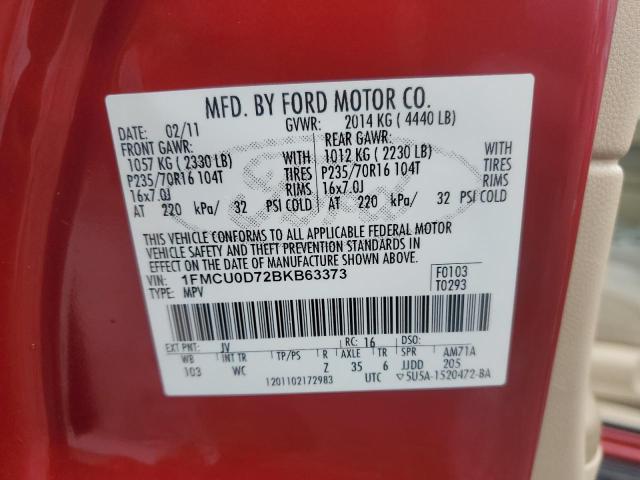 MFD. BY FORD MOTOR CO.
DATE: 02/11 GVWR: 2014 KG ( 4440 LB)
FRONT GAWR: REAR GAWR:
1057 KG ( 2330 LB) WITH 1012 KG ( 2230 LB) WITH
P235/70R16 104T TIRES P235/70R16 104T TIRES
16x7.0J RIMS 16x7.0J RIMS
AT 220 kPa/ 32 PSI COLD AT 220 kPa/ 32 PSI COLD
Ford
THIS VEHICLE CONFORMS TO ALL APPLICABLE FEDERAL MOTOR
VEHICLE SAFETY AND THEFT PREVENTION STANDARDS IN
EFFECT ON THE DATE OF MANUFACTURE SHOWN ABOVE.
VIN: 1FMCU0D72BKB63373 F0103
TYPE: MPV T0293
EXT PNT: JV RC: 16 DSO:
WB INT TR TP/PS R AXLE TR SPR AM71A
103 WC Z 35 6 JJDD 205
1201102172983 UTC ▽5U5A-1520472-BA